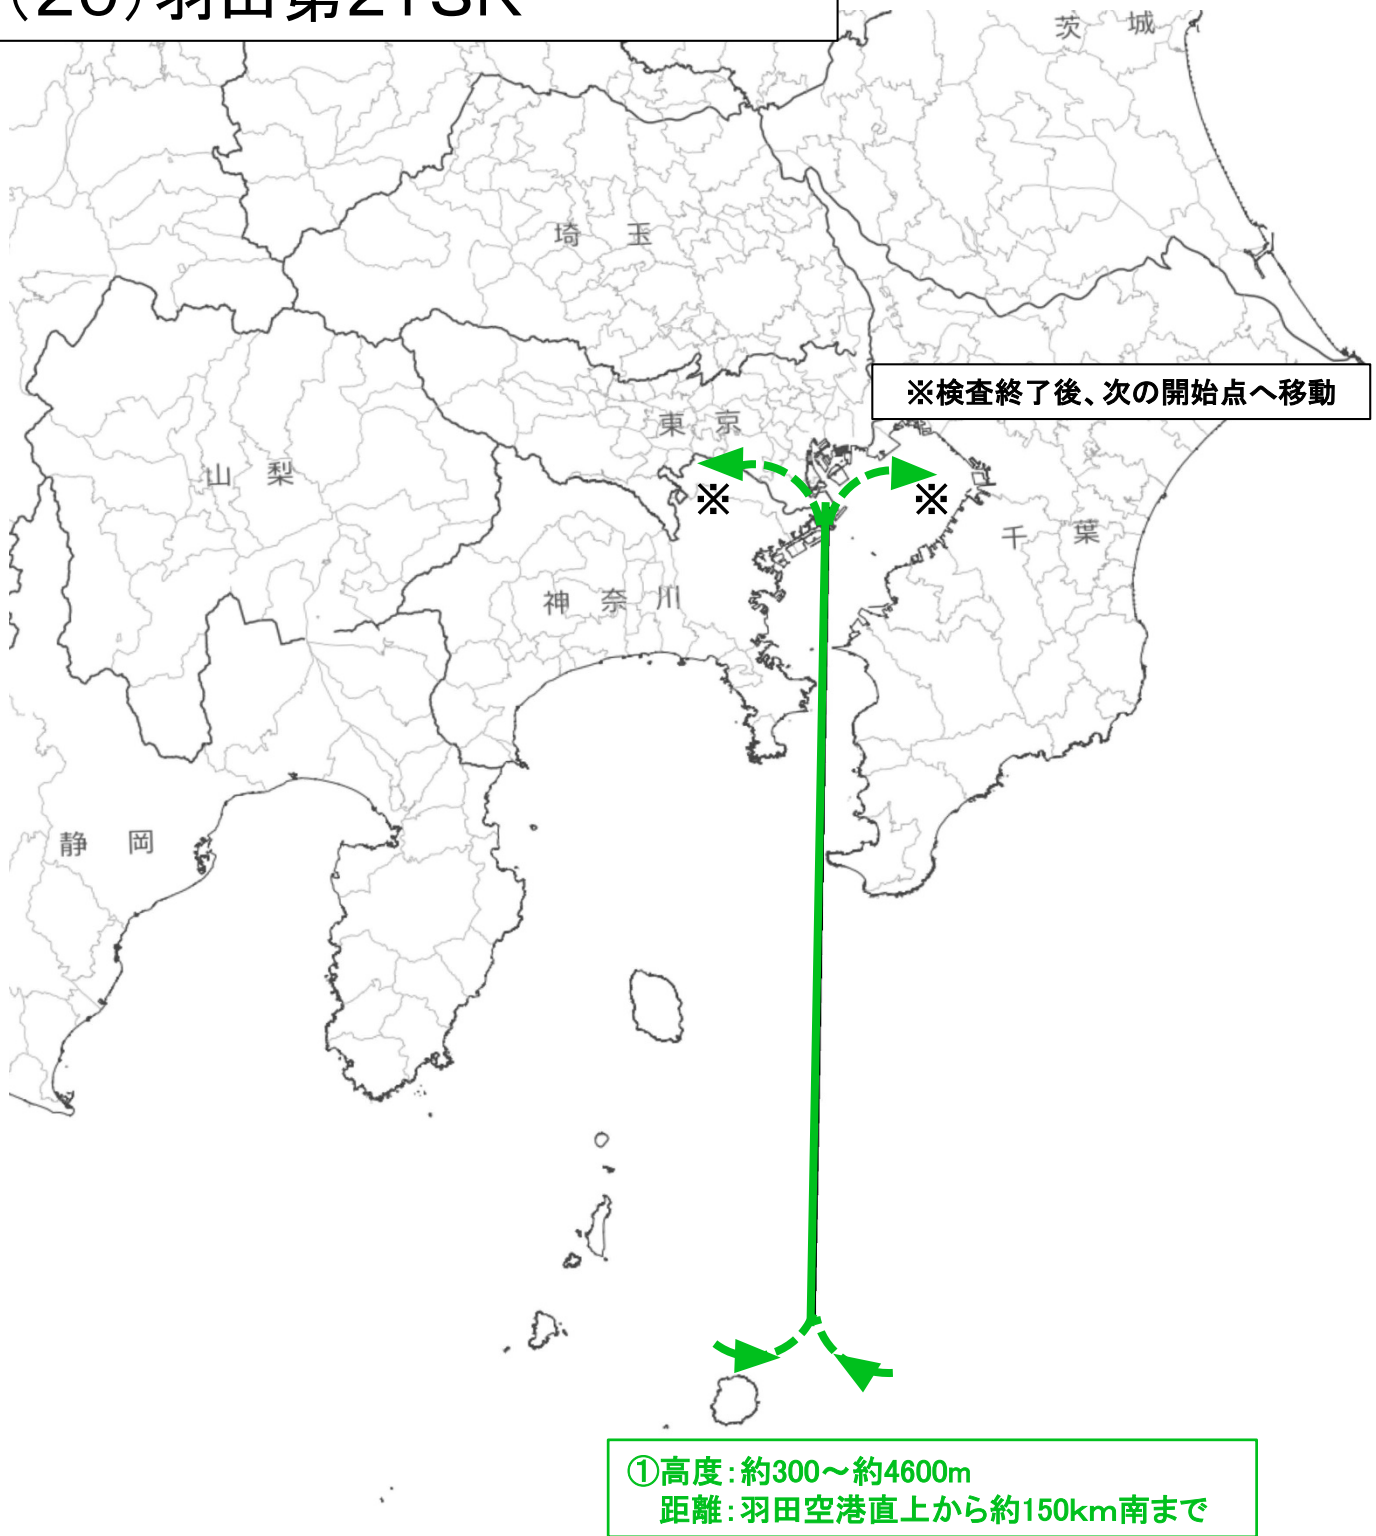 (20)羽田第2TSR
茨城
埼玉
※検査終了後、次の開始点へ移動
東京
山梨
※
※
千葉
神奈川
静岡
①高度：約300～約4600m
距離：羽田空港直上から約150km南まで